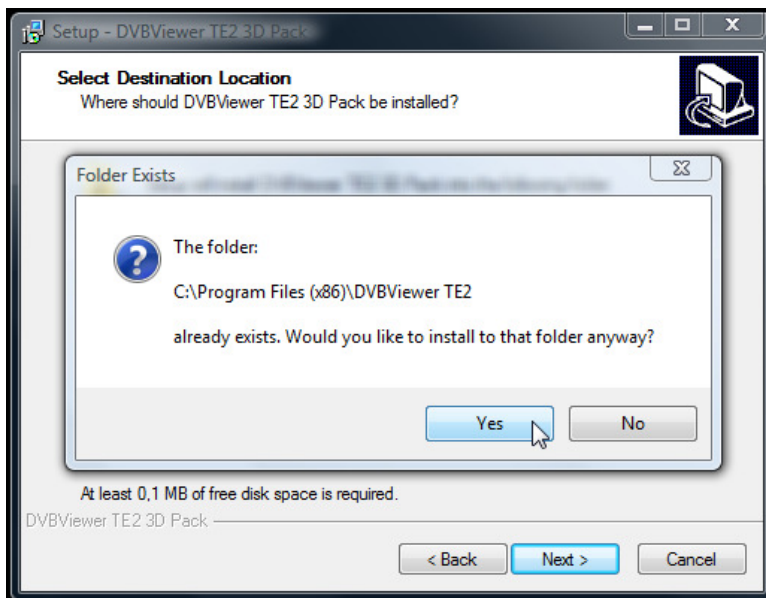 Setup - DVBViewer TE2 3D Pack
Select Destination Location
Where should DVBViewer TE2 3D Pack be installed?
Folder Exists
The folder:
C:\Program Files (x86)\DVBViewer TE2
already exists. Would you like to install to that folder anyway?
Yes
No
At least 0,1 MB of free disk space is required.
DVBViewer TE2 3D Pack
< Back
Next >
Cancel